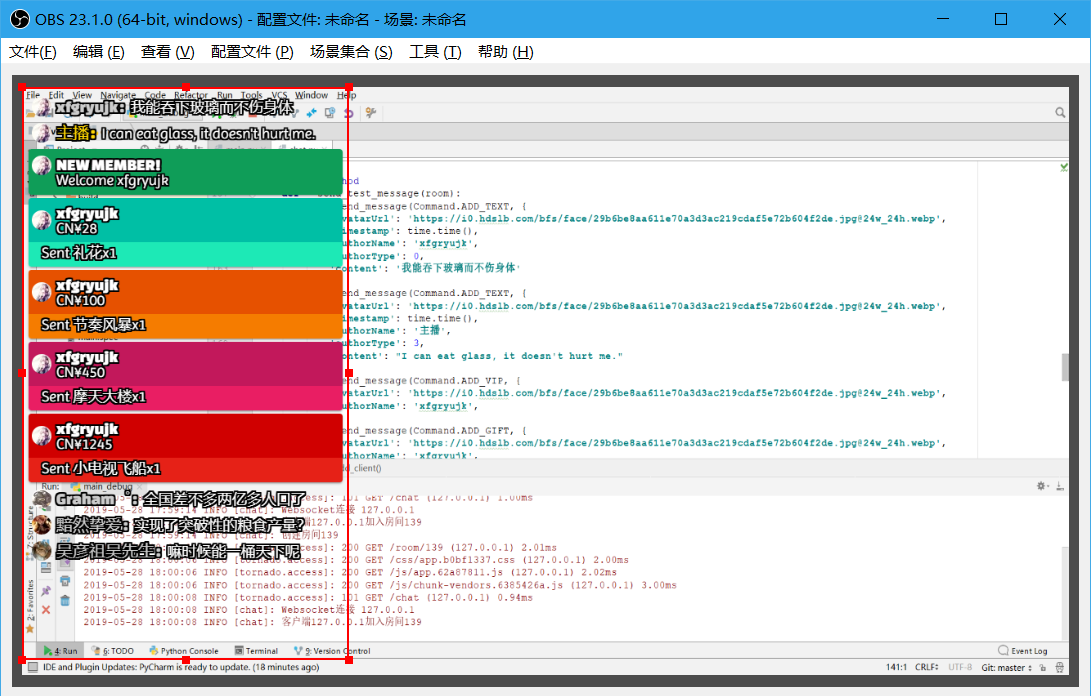 OBS 23.1.0 (64-bit, windows) - 配置文件: 未命名 - 场景: 未命名
文件(F) 编辑 (E) 查看 (V) 配置文件 (P) 场景集合 (S) 工具 (T) 帮助 (H)
File Edit View Navigate Code Refactor Run Tools VCS Window Help
xfgryujk: 我能吞下玻璃而不伤身体
主播: I can eat glass, it doesn't hurt me.
NEW MEMBER!
Welcome xfgryujk
xfgryujk
CN¥28
Sent 礼花x1
xfgryujk
CN¥100
Sent 节奏风暴x1
xfgryujk
CN¥450
Sent 摩天大楼x1
xfgryujk
CN¥1245
Sent 小电视飞船x1
Graham : 全国差不多两亿多人口了
黯然挚爱: 实现了突破性的粮食产量?
吴彦祖吴先生: 嘛时候能一桶天下呢
test_message(room):
end_message(Command.ADD_TEXT, {
vatarUrl': 'https://i0.hdslb.com/bfs/face/29b6be8aa611e70a3d3ac219cdaf5e72b604f2de.jpg@24w_24h.webp',
imestamp': time.time(),
uthorName': 'xfgryujk',
uthorType': 0,
content': '我能吞下玻璃而不伤身体'
end_message(Command.ADD_TEXT, {
vatarUrl': 'https://i0.hdslb.com/bfs/face/29b6be8aa611e70a3d3ac219cdaf5e72b604f2de.jpg@24w_24h.webp',
imestamp': time.time(),
uthorName': '主播',
uthorType': 3,
ontent': "I can eat glass, it doesn't hurt me."
end_message(Command.ADD_VIP, {
vatarUrl': 'https://i0.hdslb.com/bfs/face/29b6be8aa611e70a3d3ac219cdaf5e72b604f2de.jpg@24w_24h.webp',
uthorName': 'xfgryujk',
end_message(Command.ADD_GIFT, {
vatarUrl': 'https://i0.hdslb.com/bfs/face/29b6be8aa611e70a3d3ac219cdaf5e72b604f2de.jpg@24w_24h.webp',
uthorName': 'xfgryujk',
d_client()
Run: main_debug
101 GET /chat (127.0.0.1) 1.00ms
Websocket连接 127.0.0.1
127.0.0.1加入房间139
创建房间139
200 GET /room/139 (127.0.0.1) 2.01ms
2019-05-28 18:00:08 INFO [tornado.access]: 200 GET /css/app.b0bf1337.css (127.0.0.1) 2.00ms
2019-05-28 18:00:08 INFO [tornado.access]: 200 GET /js/app.62a87811.js (127.0.0.1) 2.02ms
2019-05-28 18:00:08 INFO [tornado.access]: 200 GET /js/chunk-vendors.6385426a.js (127.0.0.1) 3.00ms
2019-05-28 18:00:08 INFO [tornado.access]: 101 GET /chat (127.0.0.1) 0.94ms
2019-05-28 18:00:08 INFO [chat]: Websocket连接 127.0.0.1
2019-05-28 18:00:08 INFO [chat]: 客户端127.0.0.1加入房间139
7: Structure
2: Favorites
4: Run 6: TODO Python Console Terminal 9: Version Control Event Log
IDE and Plugin Updates: PyCharm is ready to update. (18 minutes ago) 141:1 CRLF: UTF-8 Git: master